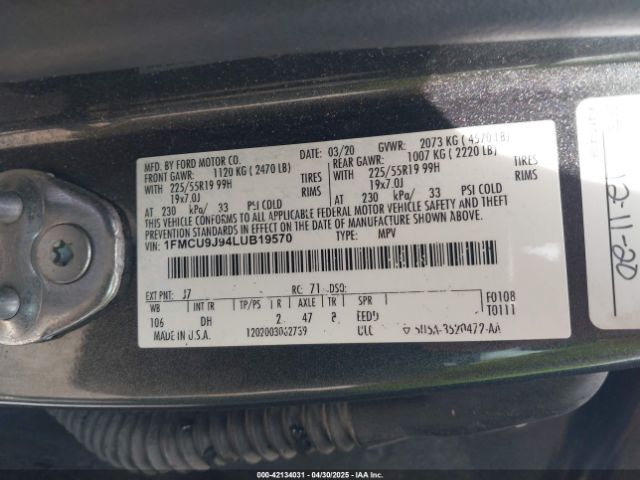 MFD. BY FORD MOTOR CO.
DATE: 03/20 GVWR: 2073 KG ( 4570 LB)
FRONT GAWR: 1120 KG ( 2470 LB)
REAR GAWR: 1007 KG ( 2220 LB)
WITH 225/55R19 99H TIRES
19x7.0J RIMS
WITH 225/55R19 99H TIRES
19x7.0J RIMS
AT 230 kPa/ 33 PSI COLD
AT 230 kPa/ 33 PSI COLD
THIS VEHICLE CONFORMS TO ALL APPLICABLE FEDERAL MOTOR VEHICLE SAFETY AND THEFT
PREVENTION STANDARDS IN EFFECT ON THE DATE OF MANUFACTURE SHOWN ABOVE.
VIN: 1FMCU9J94LUB19570
TYPE: MPV
EXT PNT: J7 RC: 71 DSO:
WB INT TR TP/PS R AXLE TR SPR
106 DH 2 47 8
F0108
T0111
MADE IN U.S.A.
12-11-20
000-42134031 - 04/30/2025 - IAA Inc.